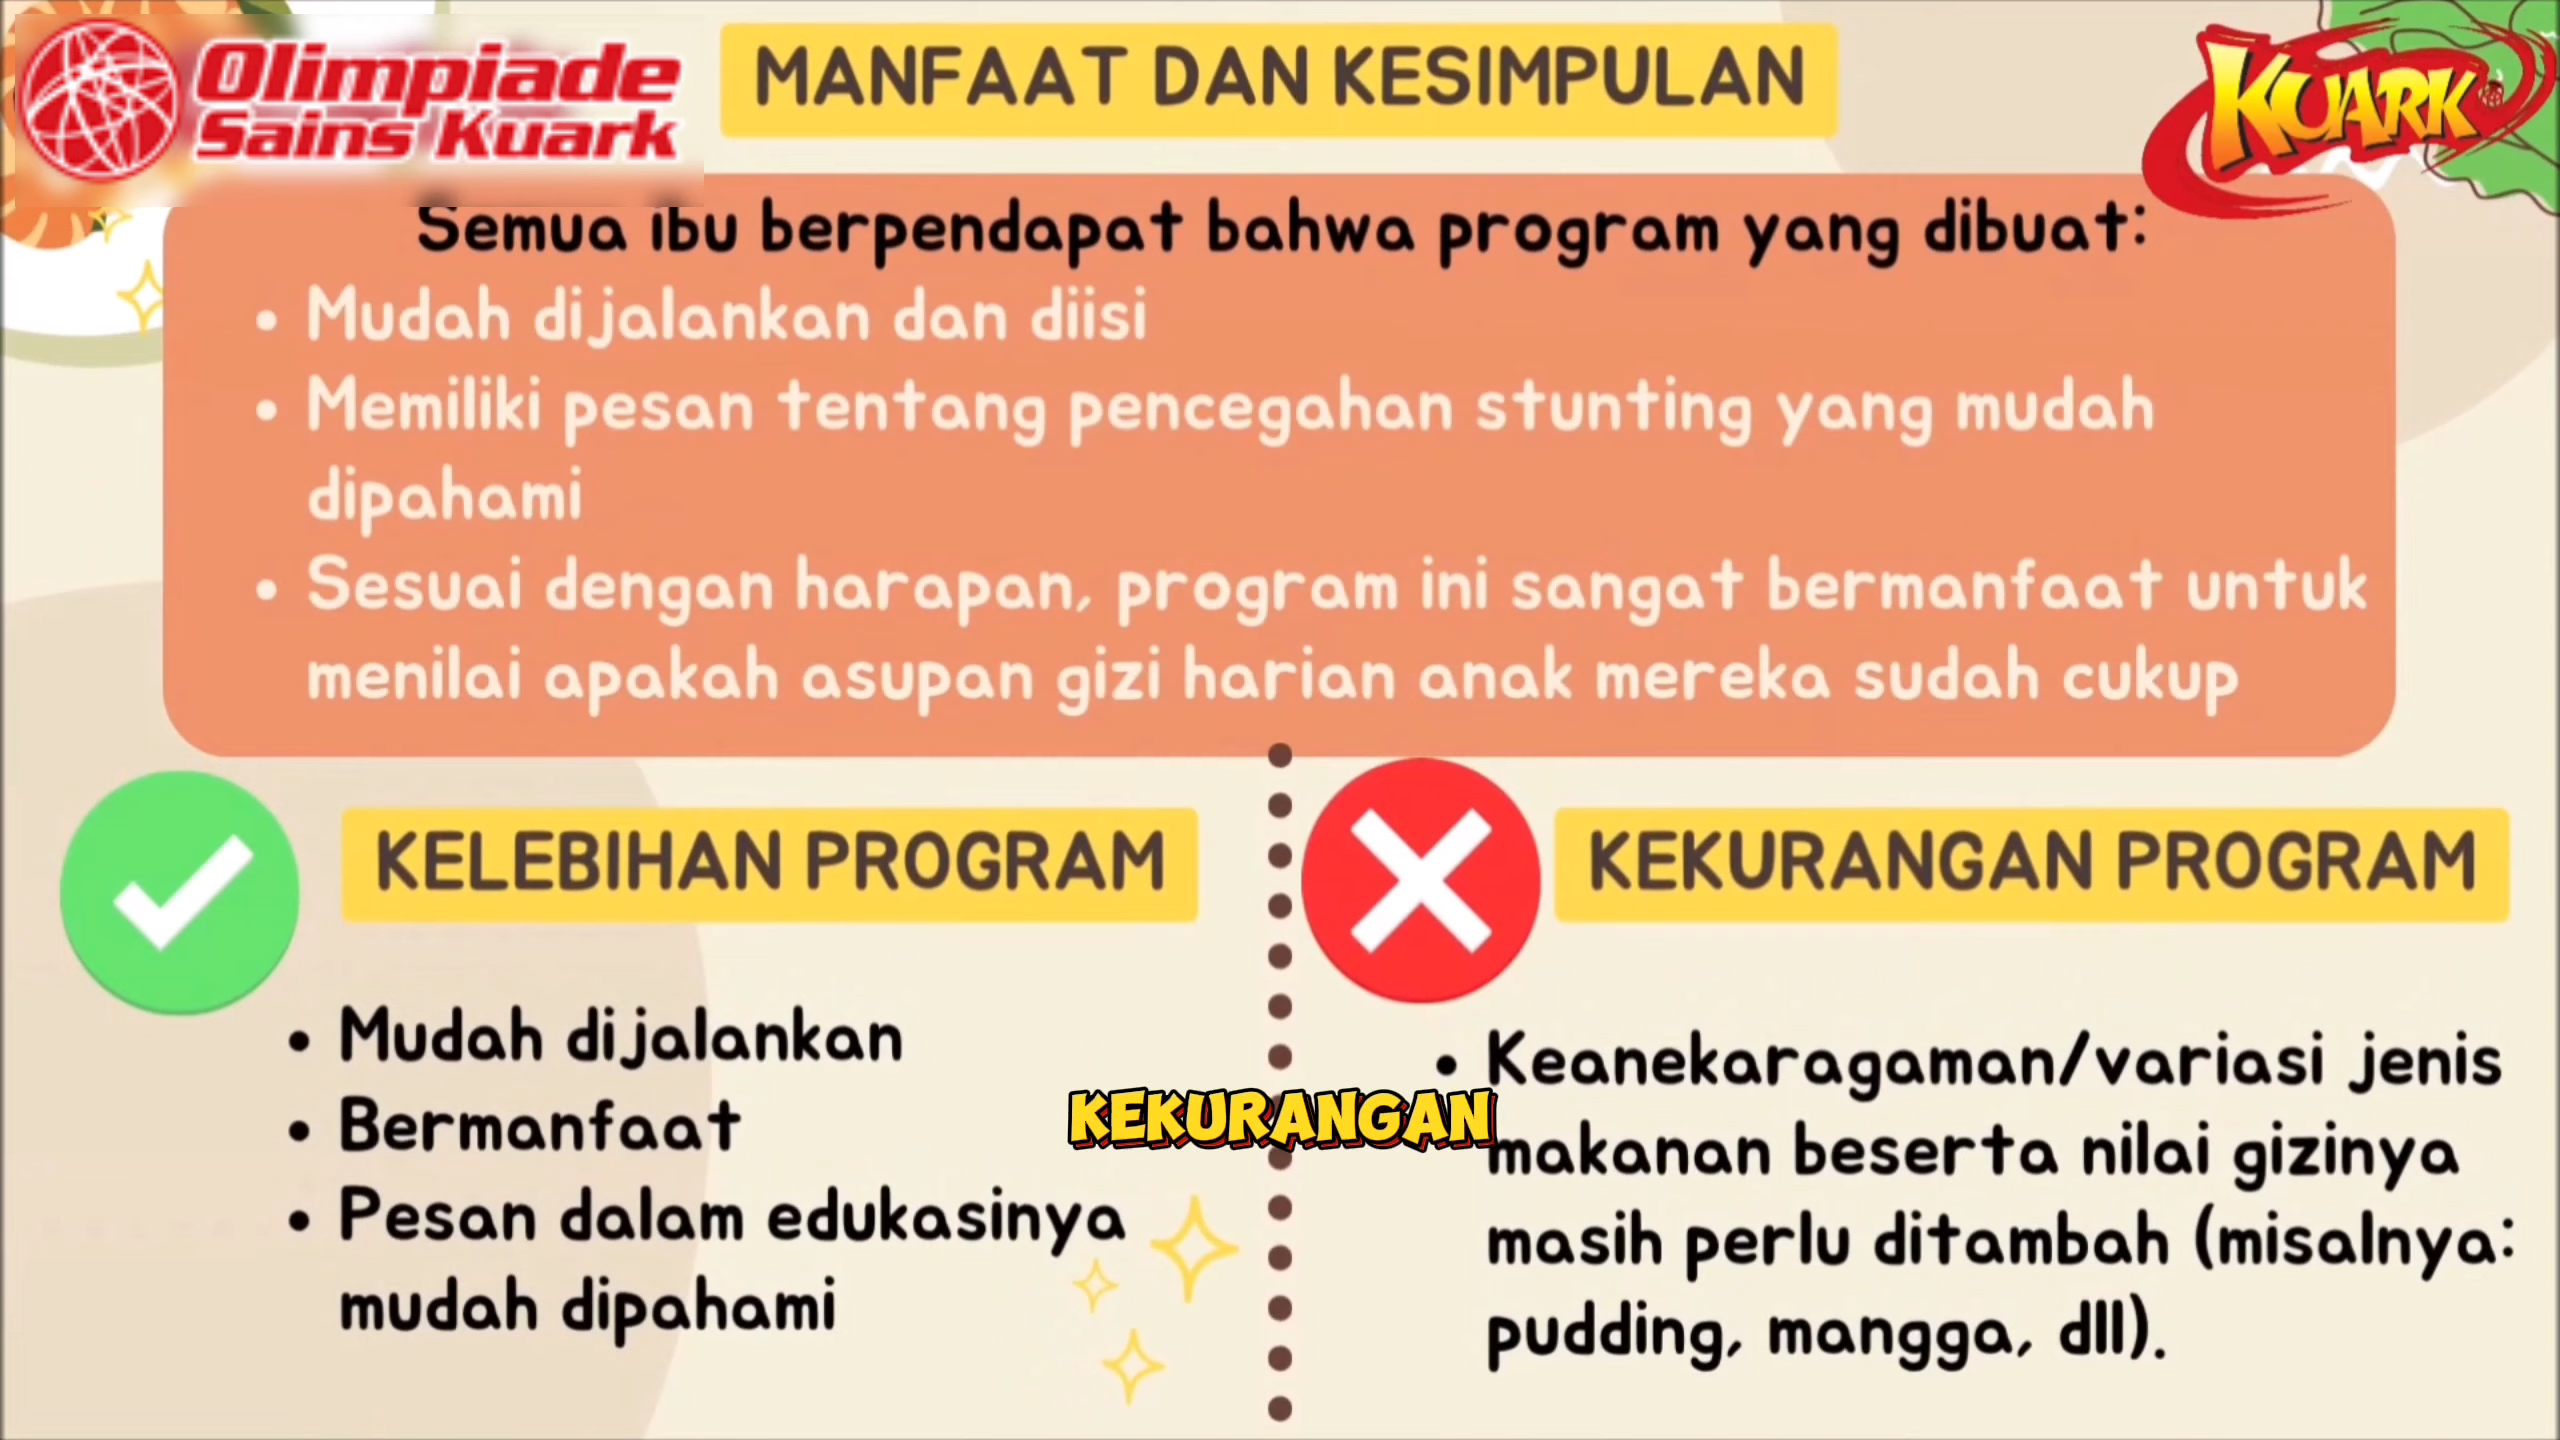 Olimpiade
Sains Kuark
MANFAAT DAN KESIMPULAN
KUARK
Semua ibu berpendapat bahwa program yang dibuat:
• Mudah dijalankan dan diisi
• Memiliki pesan tentang pencegahan stunting yang mudah
dipahami
• Sesuai dengan harapan, program ini sangat bermanfaat untuk
menilai apakah asupan gizi harian anak mereka sudah cukup
KELEBIHAN PROGRAM
• Mudah dijalankan
• Bermanfaat
• Pesan dalam edukasinya
mudah dipahami
KEKURANGAN PROGRAM
• Keanekaragaman/variasi jenis
makanan beserta nilai gizinya
masih perlu ditambah (misalnya:
pudding, mangga, dll).
KEKURANGAN